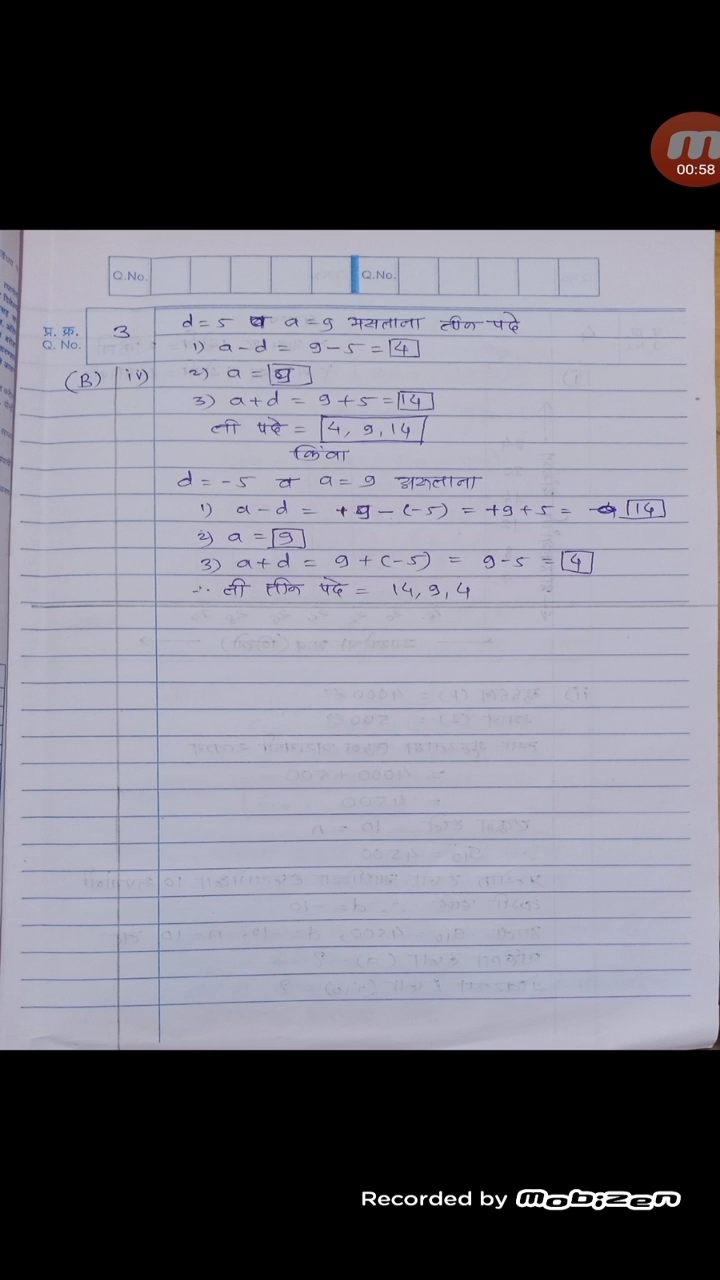 00:58
Q.No. Q.No.
प्र. क्र.
Q. No.
3
d = 5 व a = 9 असताना तीन पदे
1) a - d = 9 - 5 = 4
(B) iv) 2) a = 9
3) a + d = 9 + 5 = 14
ती पदे = 4, 9, 14
किंवा
d = - 5 व a = 9 असताना
1) a - d = + 9 - (-5) = +9 + 5 = 14
2) a = 9
3) a + d = 9 + (-5) = 9 - 5 = 4
∴ ती तीन पदे = 14, 9, 4
Recorded by mobizen